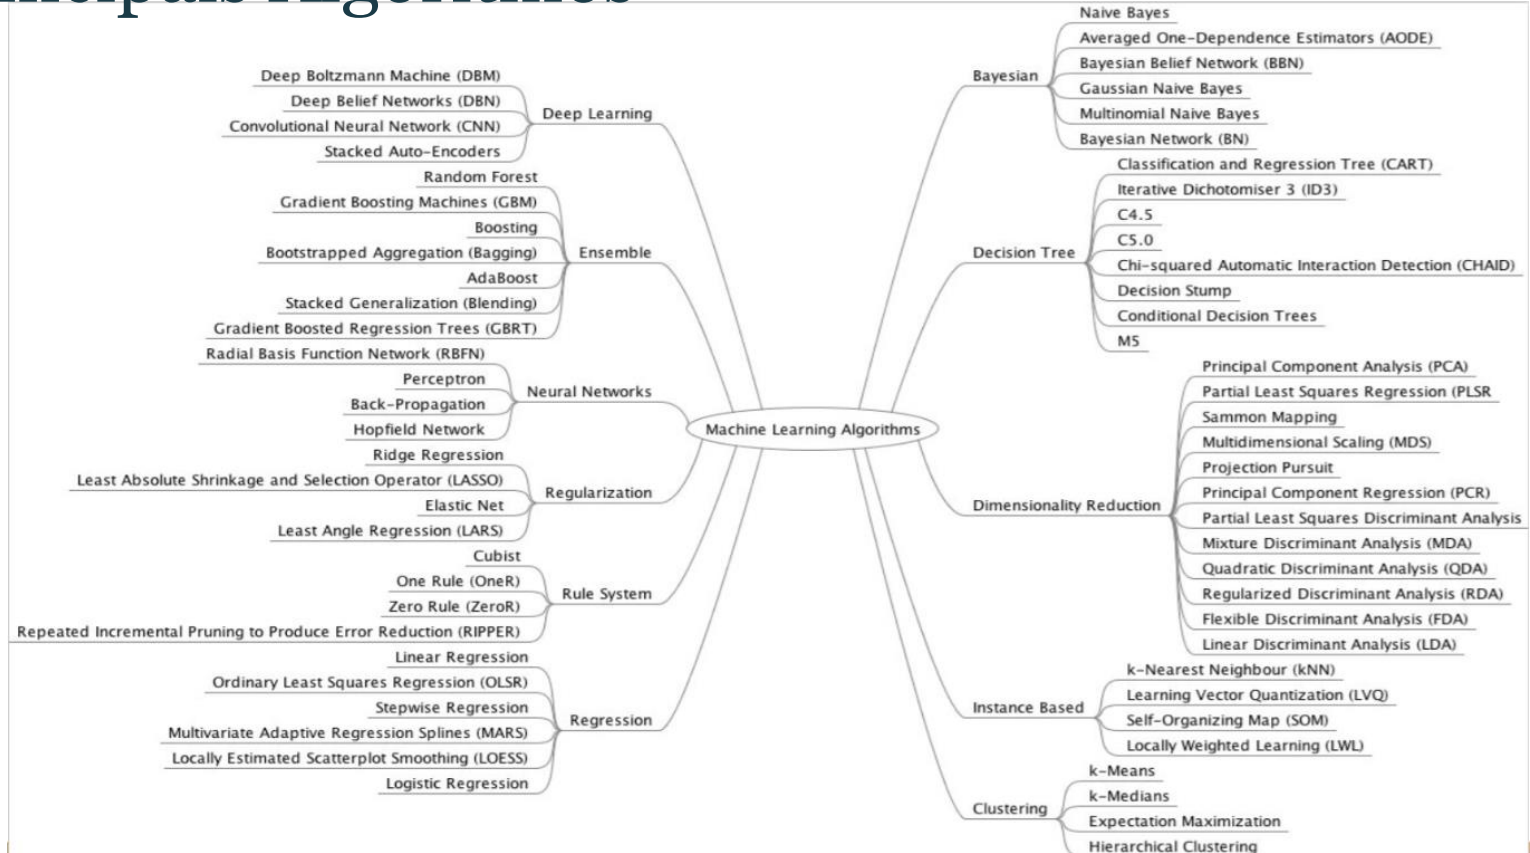 Deep Boltzmann Machine (DBM)
Deep Belief Networks (DBN)
Convolutional Neural Network (CNN)
Stacked Auto-Encoders
Deep Learning
Random Forest
Gradient Boosting Machines (GBM)
Boosting
Bootstrapped Aggregation (Bagging)
AdaBoost
Stacked Generalization (Blending)
Gradient Boosted Regression Trees (GBRT)
Ensemble
Radial Basis Function Network (RBFN)
Perceptron
Back-Propagation
Hopfield Network
Neural Networks
Ridge Regression
Least Absolute Shrinkage and Selection Operator (LASSO)
Elastic Net
Least Angle Regression (LARS)
Regularization
Cubist
One Rule (OneR)
Zero Rule (ZeroR)
Repeated Incremental Pruning to Produce Error Reduction (RIPPER)
Rule System
Linear Regression
Ordinary Least Squares Regression (OLSR)
Stepwise Regression
Multivariate Adaptive Regression Splines (MARS)
Locally Estimated Scatterplot Smoothing (LOESS)
Logistic Regression
Regression
Machine Learning Algorithms
Bayesian
Naive Bayes
Averaged One-Dependence Estimators (AODE)
Bayesian Belief Network (BBN)
Gaussian Naive Bayes
Multinomial Naive Bayes
Bayesian Network (BN)
Decision Tree
Classification and Regression Tree (CART)
Iterative Dichotomiser 3 (ID3)
C4.5
C5.0
Chi-squared Automatic Interaction Detection (CHAID)
Decision Stump
Conditional Decision Trees
M5
Dimensionality Reduction
Principal Component Analysis (PCA)
Partial Least Squares Regression (PLSR
Sammon Mapping
Multidimensional Scaling (MDS)
Projection Pursuit
Principal Component Regression (PCR)
Partial Least Squares Discriminant Analysis
Mixture Discriminant Analysis (MDA)
Quadratic Discriminant Analysis (QDA)
Regularized Discriminant Analysis (RDA)
Flexible Discriminant Analysis (FDA)
Linear Discriminant Analysis (LDA)
Instance Based
k-Nearest Neighbour (kNN)
Learning Vector Quantization (LVQ)
Self-Organizing Map (SOM)
Locally Weighted Learning (LWL)
Clustering
k-Means
k-Medians
Expectation Maximization
Hierarchical Clustering